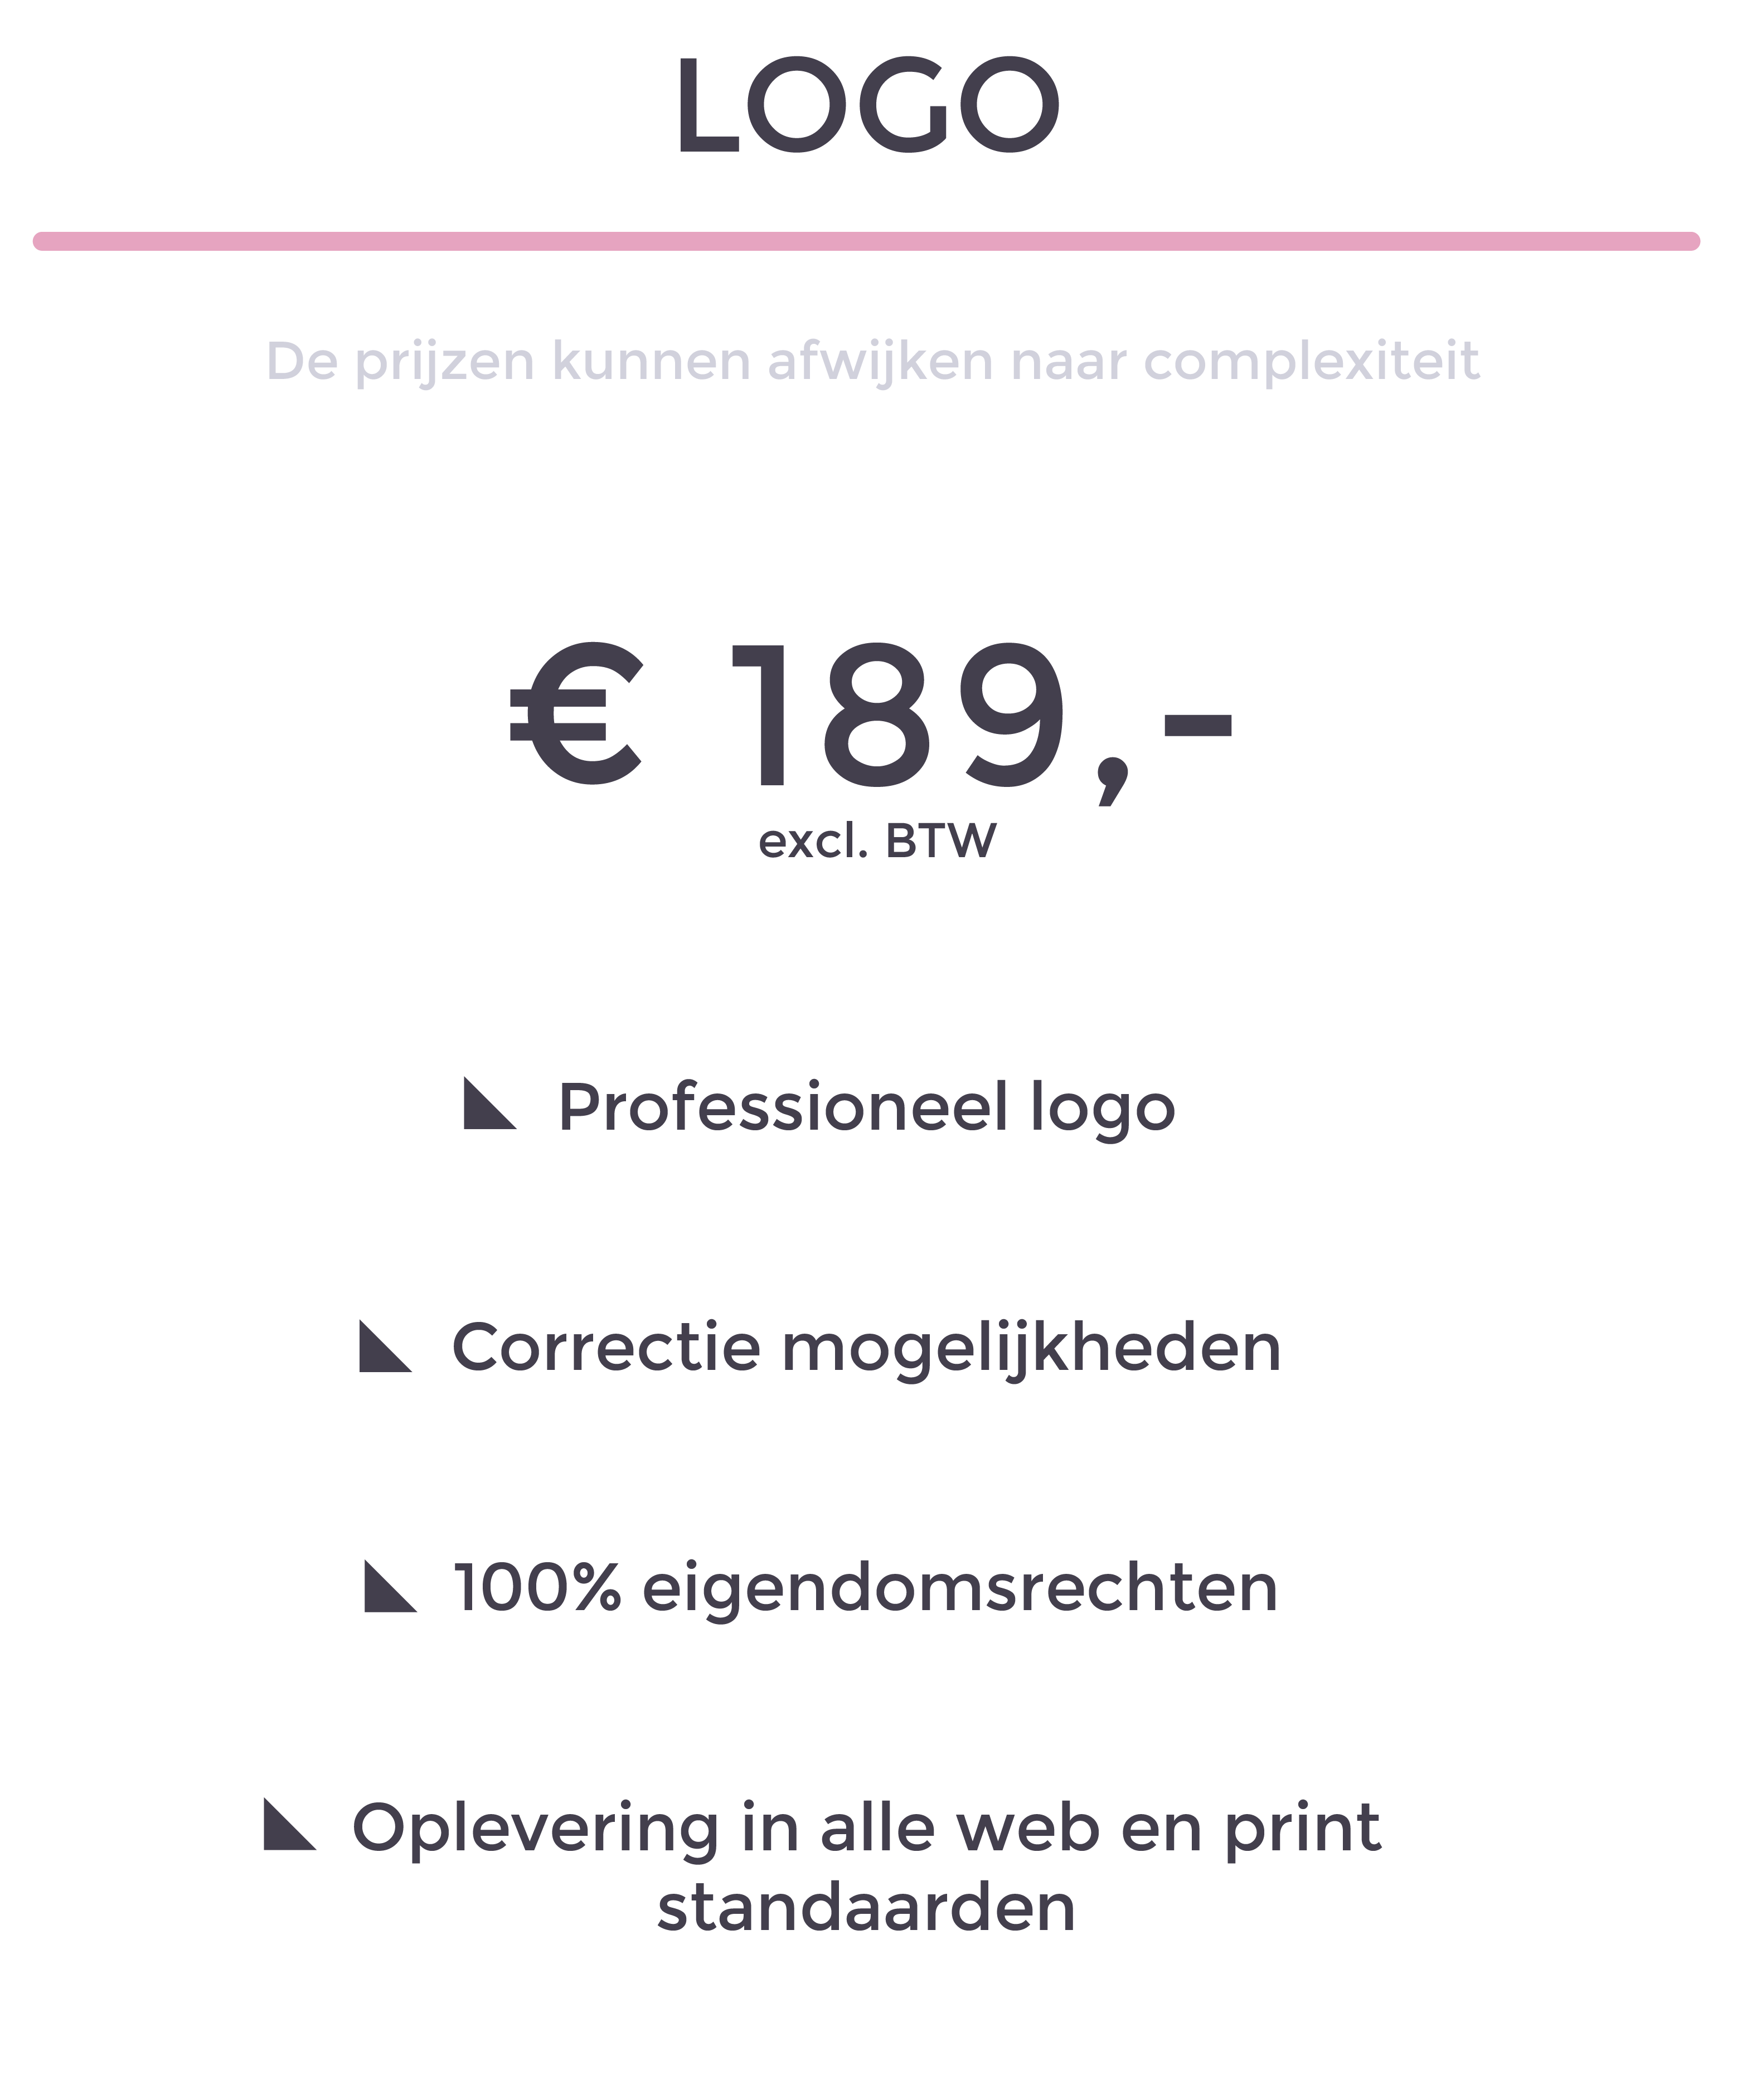 LOGO
De prijzen kunnen afwijken naar complexiteit
€ 189,-
excl. BTW
Professioneel logo
Correctie mogelijkheden
100% eigendomsrechten
Oplevering in alle web en print
standaarden